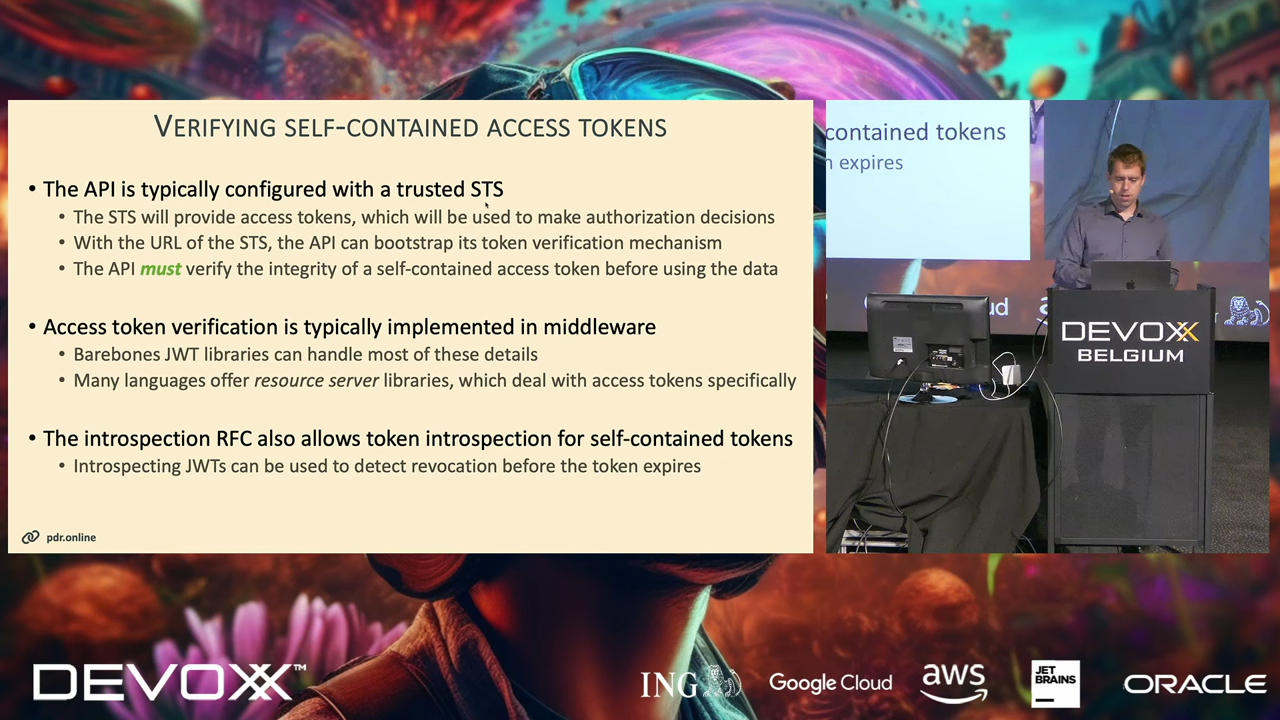 VERIFYING SELF-CONTAINED ACCESS TOKENS
• The API is typically configured with a trusted STS
• The STS will provide access tokens, which will be used to make authorization decisions
• With the URL of the STS, the API can bootstrap its token verification mechanism
• The API must verify the integrity of a self-contained access token before using the data
• Access token verification is typically implemented in middleware
• Barebones JWT libraries can handle most of these details
• Many languages offer resource server libraries, which deal with access tokens specifically
• The introspection RFC also allows token introspection for self-contained tokens
• Introspecting JWTs can be used to detect revocation before the token expires
pdr.online
contained tokens
expires
DEVOXX
BELGIUM
DEVOXX™
ING
Google Cloud
aws
JET
BRAINS
ORACLE